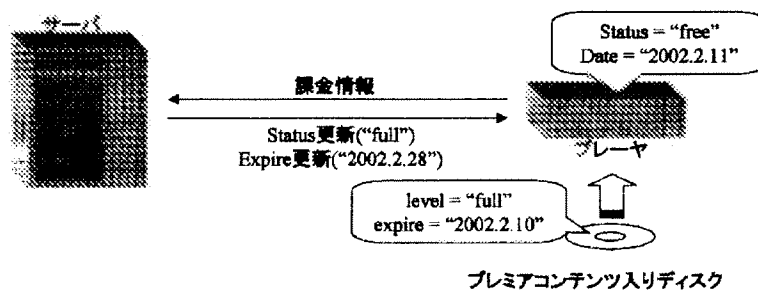 サーバ
Status = “free”
Date = “2002.2.11”
課金情報
Status更新(“full”)
Expire更新(“2002.2.28”)
プレーヤ
level = “full”
expire = “2002.2.10”
プレミアコンテンツ入りディスク